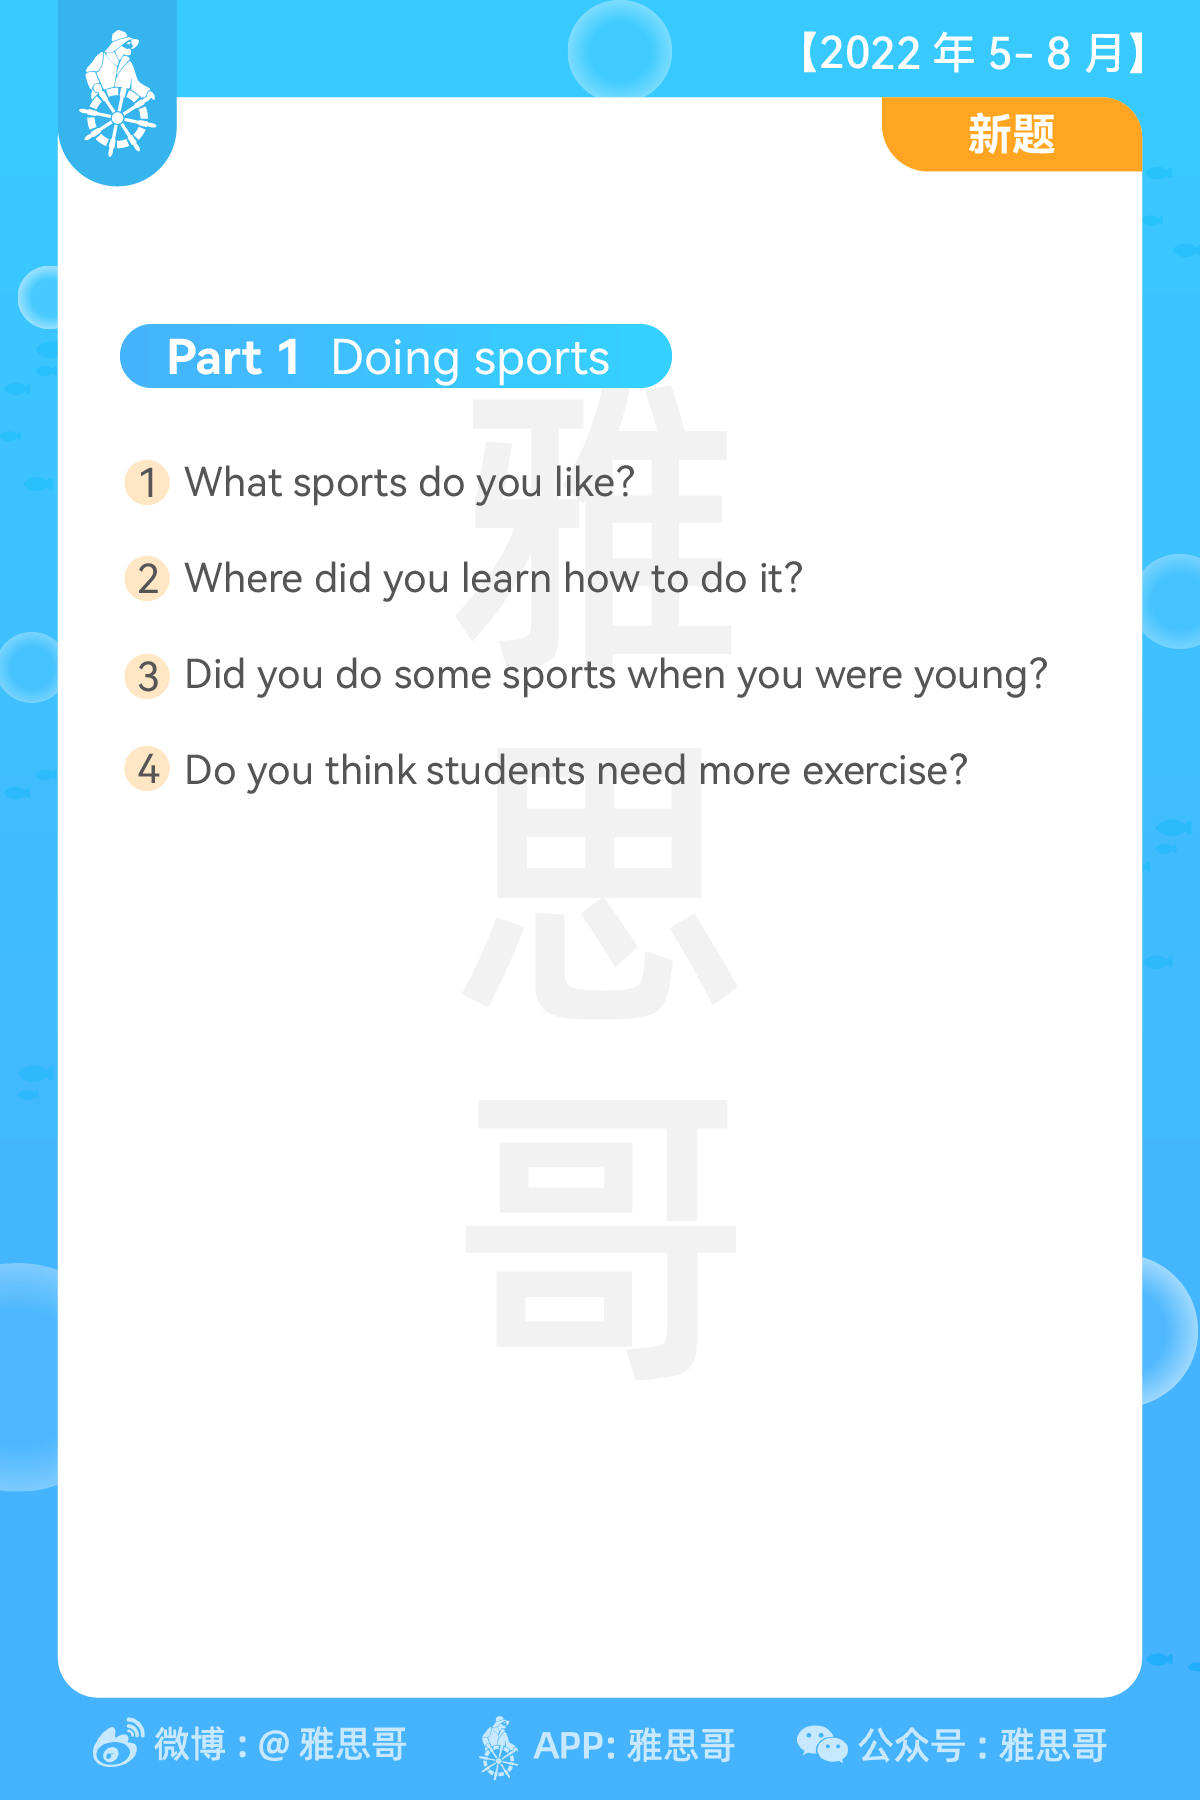 【2022 年 5- 8 月】
新题
Part 1 Doing sports
1 What sports do you like?
2 Where did you learn how to do it?
3 Did you do some sports when you were young?
4 Do you think students need more exercise?
雅
思
哥
微博：@ 雅思哥
APP: 雅思哥
公众号：雅思哥